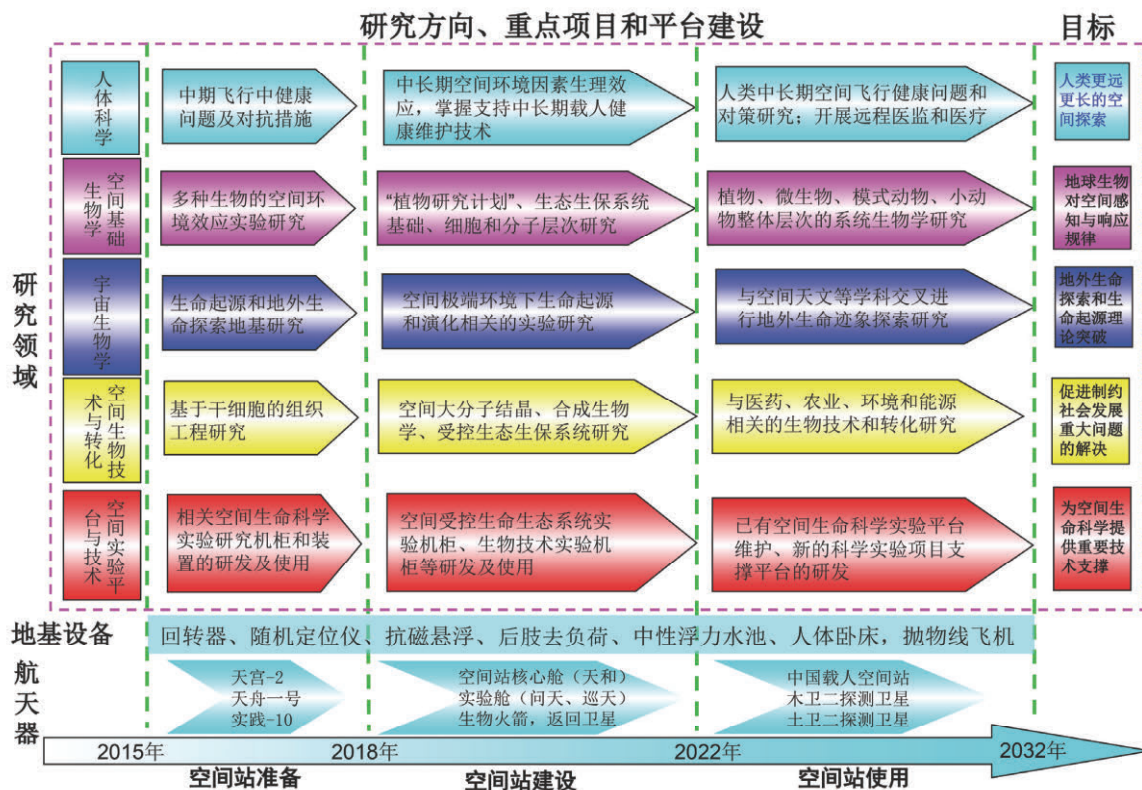 研究方向、重点项目和平台建设
目标
研究领域
人体科学
中期飞行中健康
问题及对抗措施
中长期空间环境因素生理效
应，掌握支持中长期载人健
康维护技术
人类中长期空间飞行健康问题和
对策研究；开展远程医监和医疗
人类更远
更长的空
间探索
空间基础
生物学
多种生物的空间环
境效应实验研究
“植物研究计划”、生态生保系统
基础、细胞和分子层次研究
植物、微生物、模式动物、小动
物整体层次的系统生物学研究
地球生物
对空间感
知与响应
规律
宇宙生物学
生命起源和地外生
命探索地基研究
空间极端环境下生命起源
和演化相关的实验研究
与空间天文等学科交叉进
行地外生命迹象探索研究
地外生命
探索和生
命起源理
论突破
空间生物技
术与转化
基于干细胞的组织
工程研究
空间大分子结晶、合成生物
学、受控生态生保系统研究
与医药、农业、环境和能源
相关的生物技术和转化研究
促进制约
社会发展
重大问题
的解决
空间实验平
台与技术
相关空间生命科学
实验研究机柜和装
置的研发及使用
空间受控生命生态系统实
验机柜、生物技术实验机
柜等研发及使用
已有空间生命科学实验平台
维护、新的科学实验项目支
撑平台的研发
为空间生
命科学提
供重要技
术支撑
地基设备
回转器、随机定位仪、抗磁悬浮、后肢去负荷、中性浮力水池、人体卧床，抛物线飞机
航天器
天宫-2
天舟一号
实践-10
空间站核心舱（天和）
实验舱（问天、巡天）
生物火箭，返回卫星
中国载人空间站
木卫二探测卫星
土卫二探测卫星
2015年
2018年
2022年
2032年
空间站准备
空间站建设
空间站使用